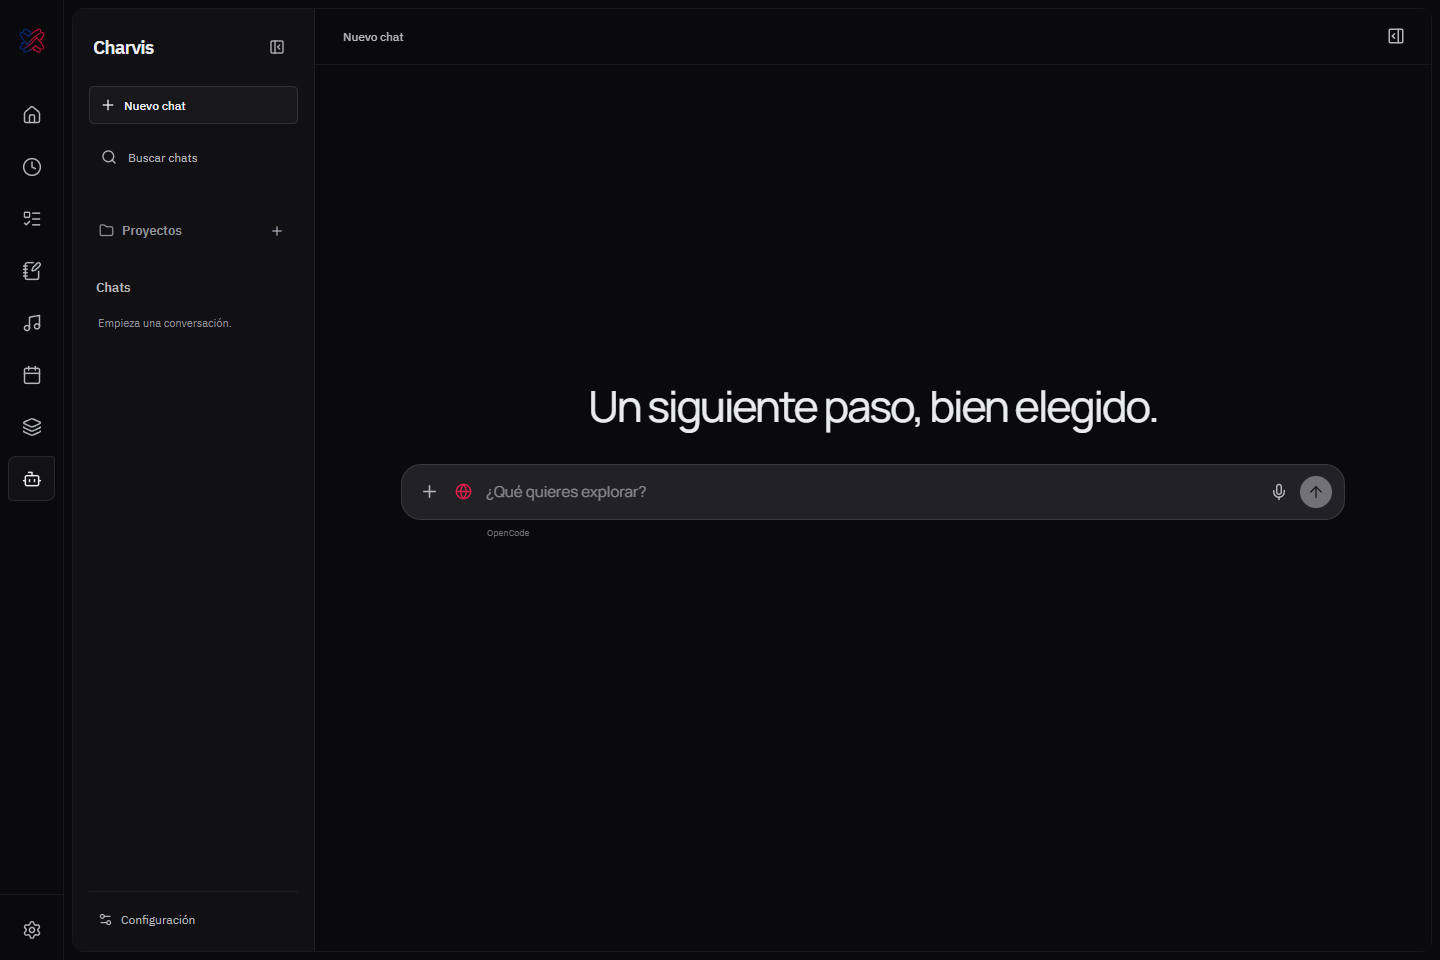 Charvis
Nuevo chat
Buscar chats
Proyectos
Chats
Empieza una conversación.
Configuración
Nuevo chat
Un siguiente paso, bien elegido.
¿Qué quieres explorar?
OpenCode